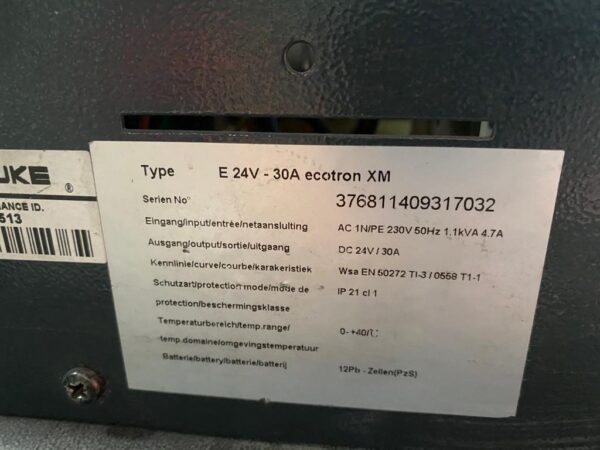 UKE ®
ANCE ID.
513
Type E 24V - 30A ecotron XM
Serien No 376811409317032
Eingang/input/entrée/netaansluiting AC 1N/PE 230V 50Hz 1.1kVA 4.7A
Ausgang/output/sortie/uitgang DC 24V / 30A
Kennlinie/curve/courbe/karakeristiek Wsa EN 50272 TI-3 / 0558 T1-1
Schutzart/protection mode/mode de IP 21 cl 1
protection/beschermingsklasse
Temperaturbereich/temp.range/ 0- +40/C
temp.domaine/omgevingstemperatuur
Batterie/battery/batterie/batterij 12Pb - Zellen(PzS)